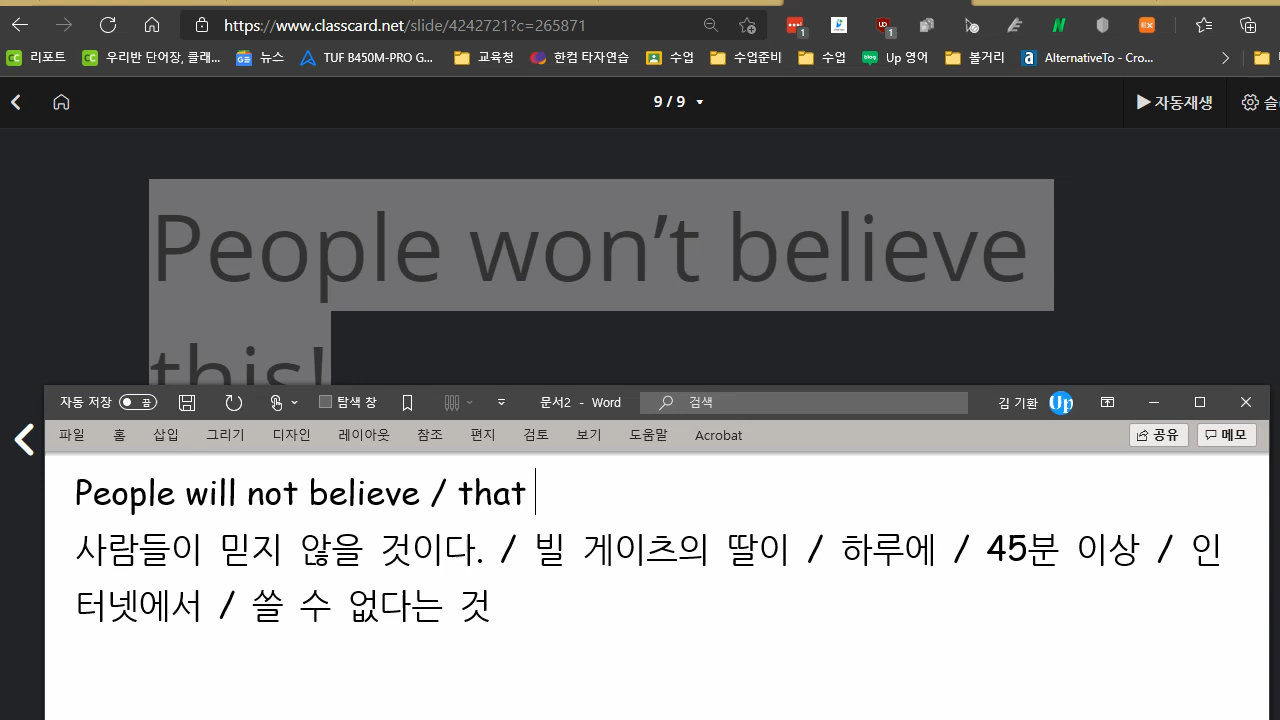 https://www.classcard.net/slide/4242721?c=265871
리포트 우리반 단어장, 클래... 뉴스 TUF B450M-PRO G... 교육청 한컴 타자연습 수업 수업준비 수업 Up 영어 볼거리 AlternativeTo - Cro...
9 / 9 자동재생 슬
People won't believe
this!
자동 저장 끔 탐색 창 문서2 - Word 검색 김 기환 Up
파일 홈 삽입 그리기 디자인 레이아웃 참조 편지 검토 보기 도움말 Acrobat 공유 메모
People will not believe / that
사람들이 믿지 않을 것이다. / 빌 게이츠의 딸이 / 하루에 / 45분 이상 / 인
터넷에서 / 쓸 수 없다는 것